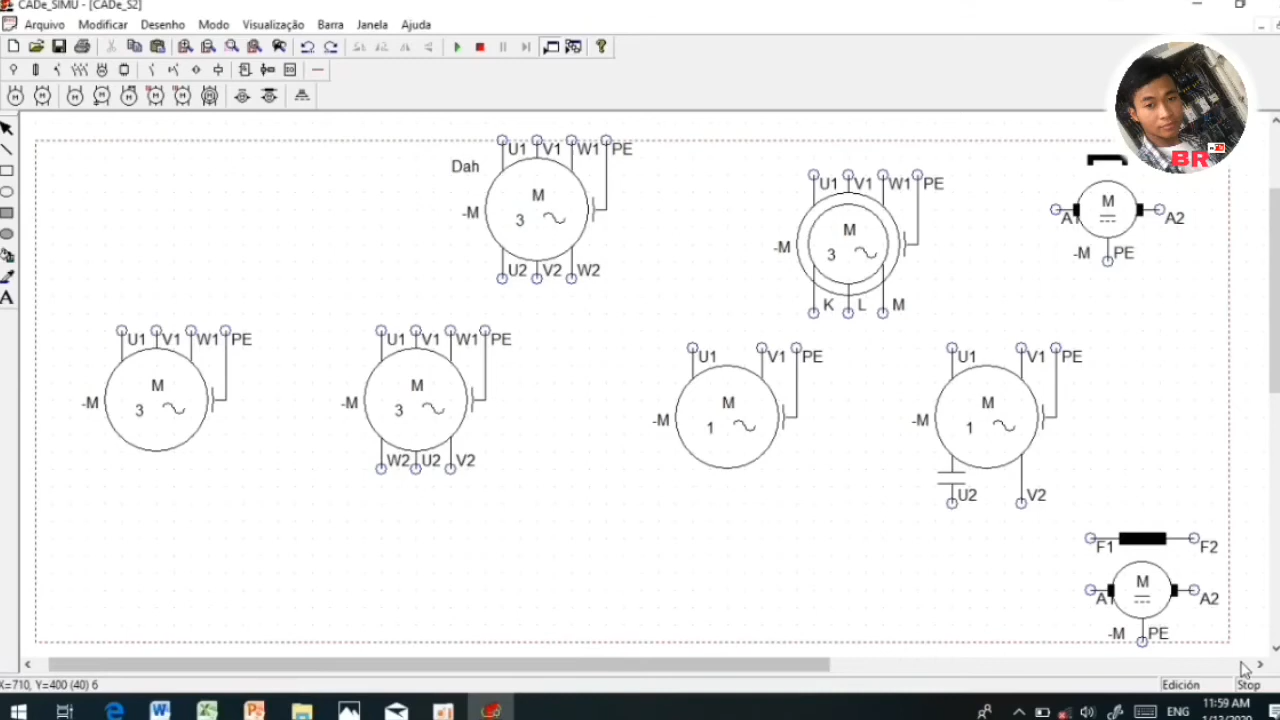 CADe_SIMU - [CADe_S2]
Arquivo Modificar Desenho Modo Visualização Barra Janela Ajuda
BR
U1 V1 W1 PE
Dah
M
-M
3
U2 V2 W2
U1 V1 W1 PE
M
-M
3
K L M
M
A1 A2
-M PE
U1 V1 W1 PE
M
-M
3
U1 V1 W1 PE
M
-M
3
W2 U2 V2
U1 V1 PE
M
-M
1
U1 V1 PE
M
-M
1
U2 V2
F1 F2
M
A1 A2
-M PE
A
X=710, Y=400 (40) 6
Edición Stop
11:59 AM
ENG